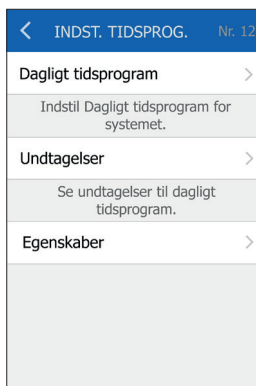 INDST. TIDSPROG. Nr. 12
Dagligt tidsprogram
Indstil Dagligt tidsprogram for
systemet.
Undtagelser
Se undtagelser til dagligt
tidsprogram.
Egenskaber